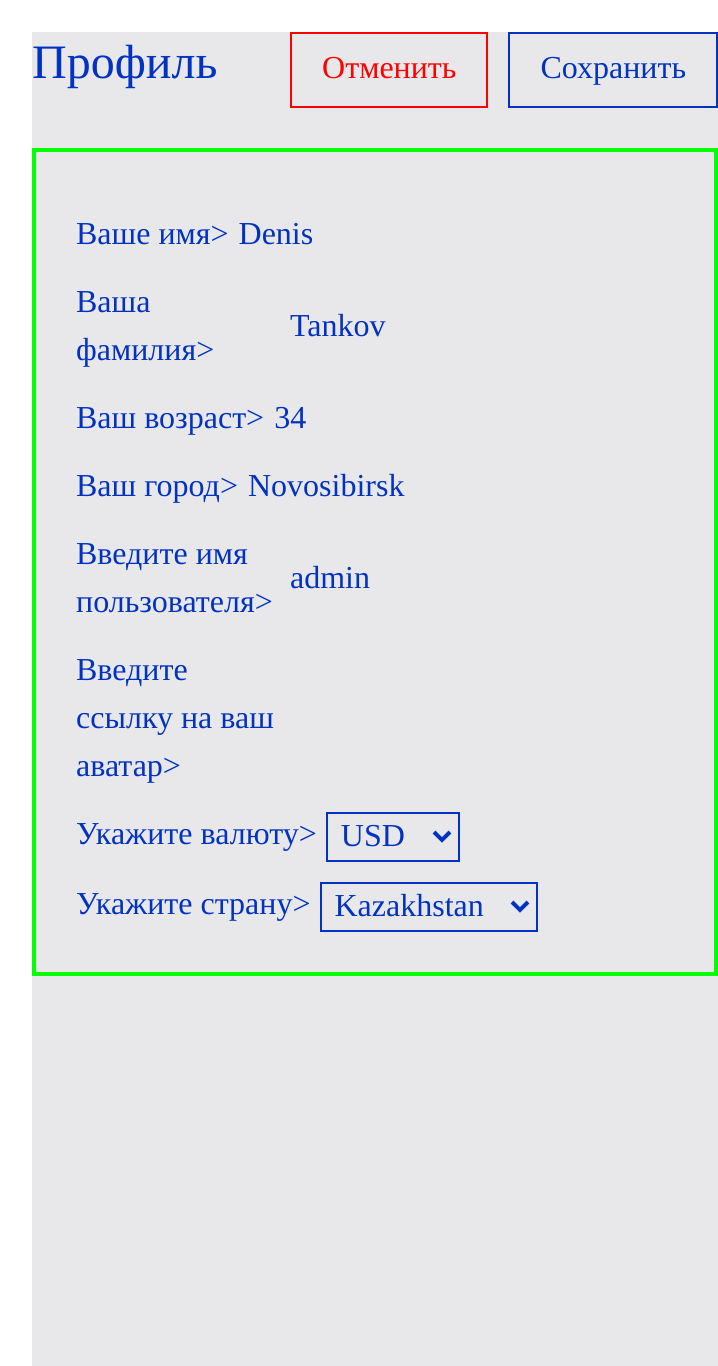 Профиль Отменить Сохранить
Ваше имя> Denis
Ваша
фамилия>
Tankov
Ваш возраст> 34
Ваш город> Novosibirsk
Введите имя
пользователя>
admin
Введите
ссылку на ваш
аватар>
Укажите валюту> USD
Укажите страну> Kazakhstan